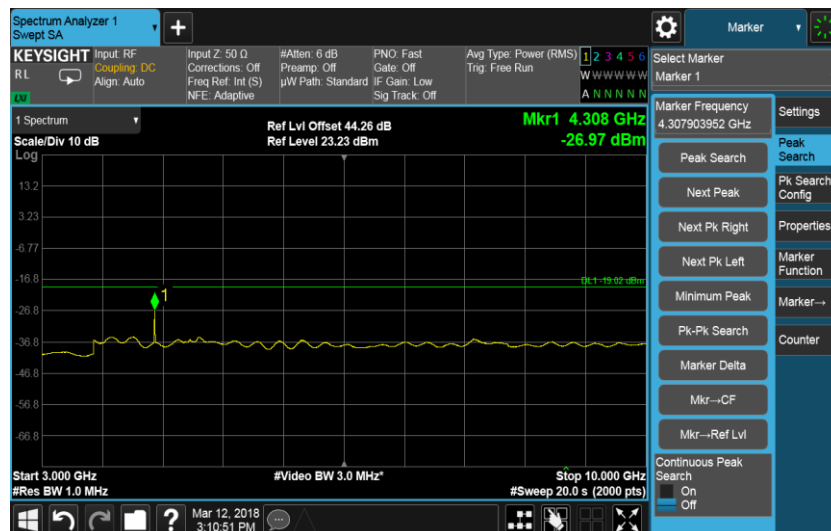 Spectrum Analyzer 1
Swept SA
Marker
KEYSIGHT
RL
LXI
Input: RF
Coupling: DC
Align: Auto
Input Z: 50 Ω
Corrections: Off
Freq Ref: Int (S)
NFE: Adaptive
#Atten: 6 dB
Preamp: Off
µW Path: Standard
PNO: Fast
Gate: Off
IF Gain: Low
Sig Track: Off
Avg Type: Power (RMS)
Trig: Free Run
1 2 3 4 5 6
W W W W W W
A N N N N N
Select Marker
Marker 1
1 Spectrum
Scale/Div 10 dB
Log
Ref Lvl Offset 44.26 dB
Ref Level 23.23 dBm
Mkr1 4.308 GHz
-26.97 dBm
13.2
3.23
-6.77
-16.8
-26.8
-36.8
-46.8
-56.8
-66.8
DL1 -19.02 dBm
1
Start 3.000 GHz
#Res BW 1.0 MHz
#Video BW 3.0 MHz*
Stop 10.000 GHz
#Sweep 20.0 s (2000 pts)
Marker Frequency
4.307903952 GHz
Peak Search
Next Peak
Next Pk Right
Next Pk Left
Minimum Peak
Pk-Pk Search
Marker Delta
Mkr→CF
Mkr→Ref Lvl
Continuous Peak
Search
On
Off
Settings
Peak
Search
Pk Search
Config
Properties
Marker
Function
Marker→
Counter
?
Mar 12, 2018
3:10:51 PM